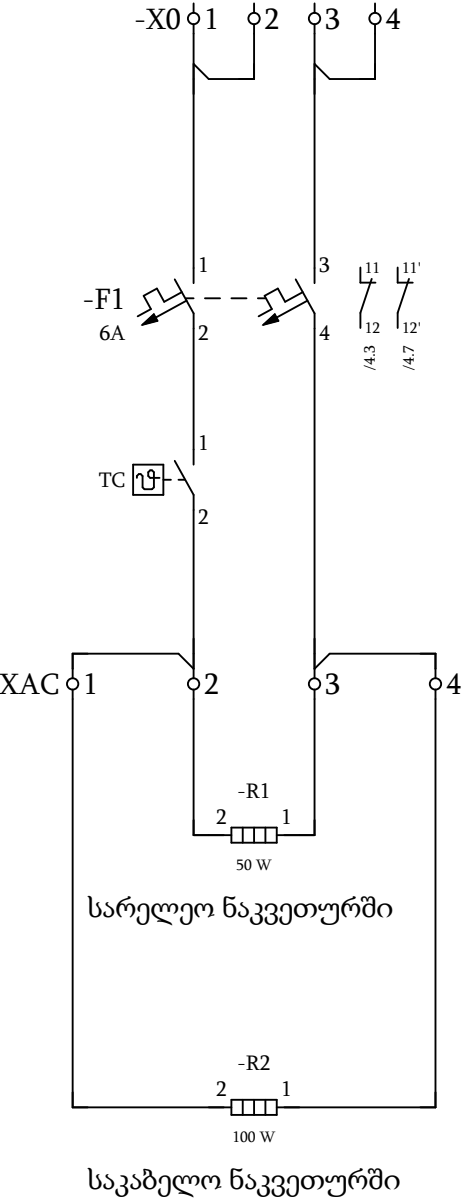 -X0 1 2 3 4
1 3 11 11'
-F1
6A 2 4 12 12'
/4.3 /4.7
1
TC
2
XAC 1 2 3 4
-R1
2 1
50 W
სარელეო ნაკვეთურში
-R2
2 1
100 W
საკაბელო ნაკვეთურში